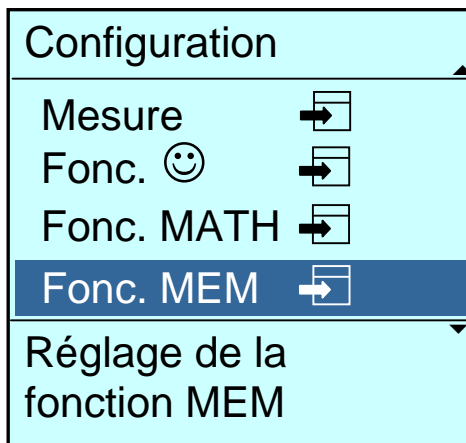 Configuration
Mesure
Fonc. ☺
Fonc. MATH
Fonc. MEM
Réglage de la
fonction MEM